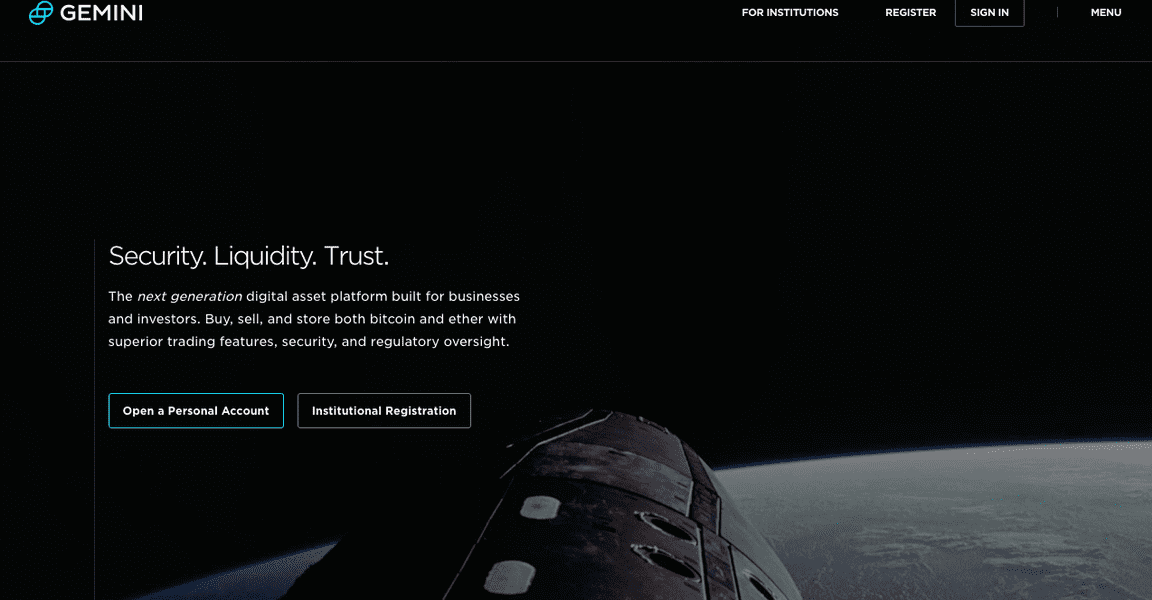 GEMINI
FOR INSTITUTIONS
REGISTER
SIGN IN
MENU
Security. Liquidity. Trust.
The next generation digital asset platform built for businesses
and investors. Buy, sell, and store both bitcoin and ether with
superior trading features, security, and regulatory oversight.
Open a Personal Account
Institutional Registration